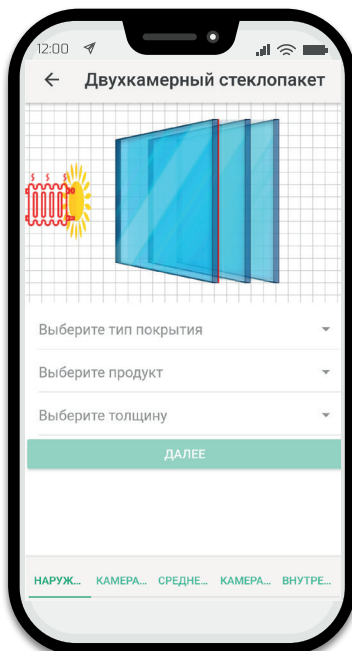 12:00
Двухкамерный стеклопакет
Выберите тип покрытия
Выберите продукт
Выберите толщину
ДАЛЕЕ
НАРУЖ... КАМЕРА... СРЕДНЕ... КАМЕРА... ВНУТРЕ...